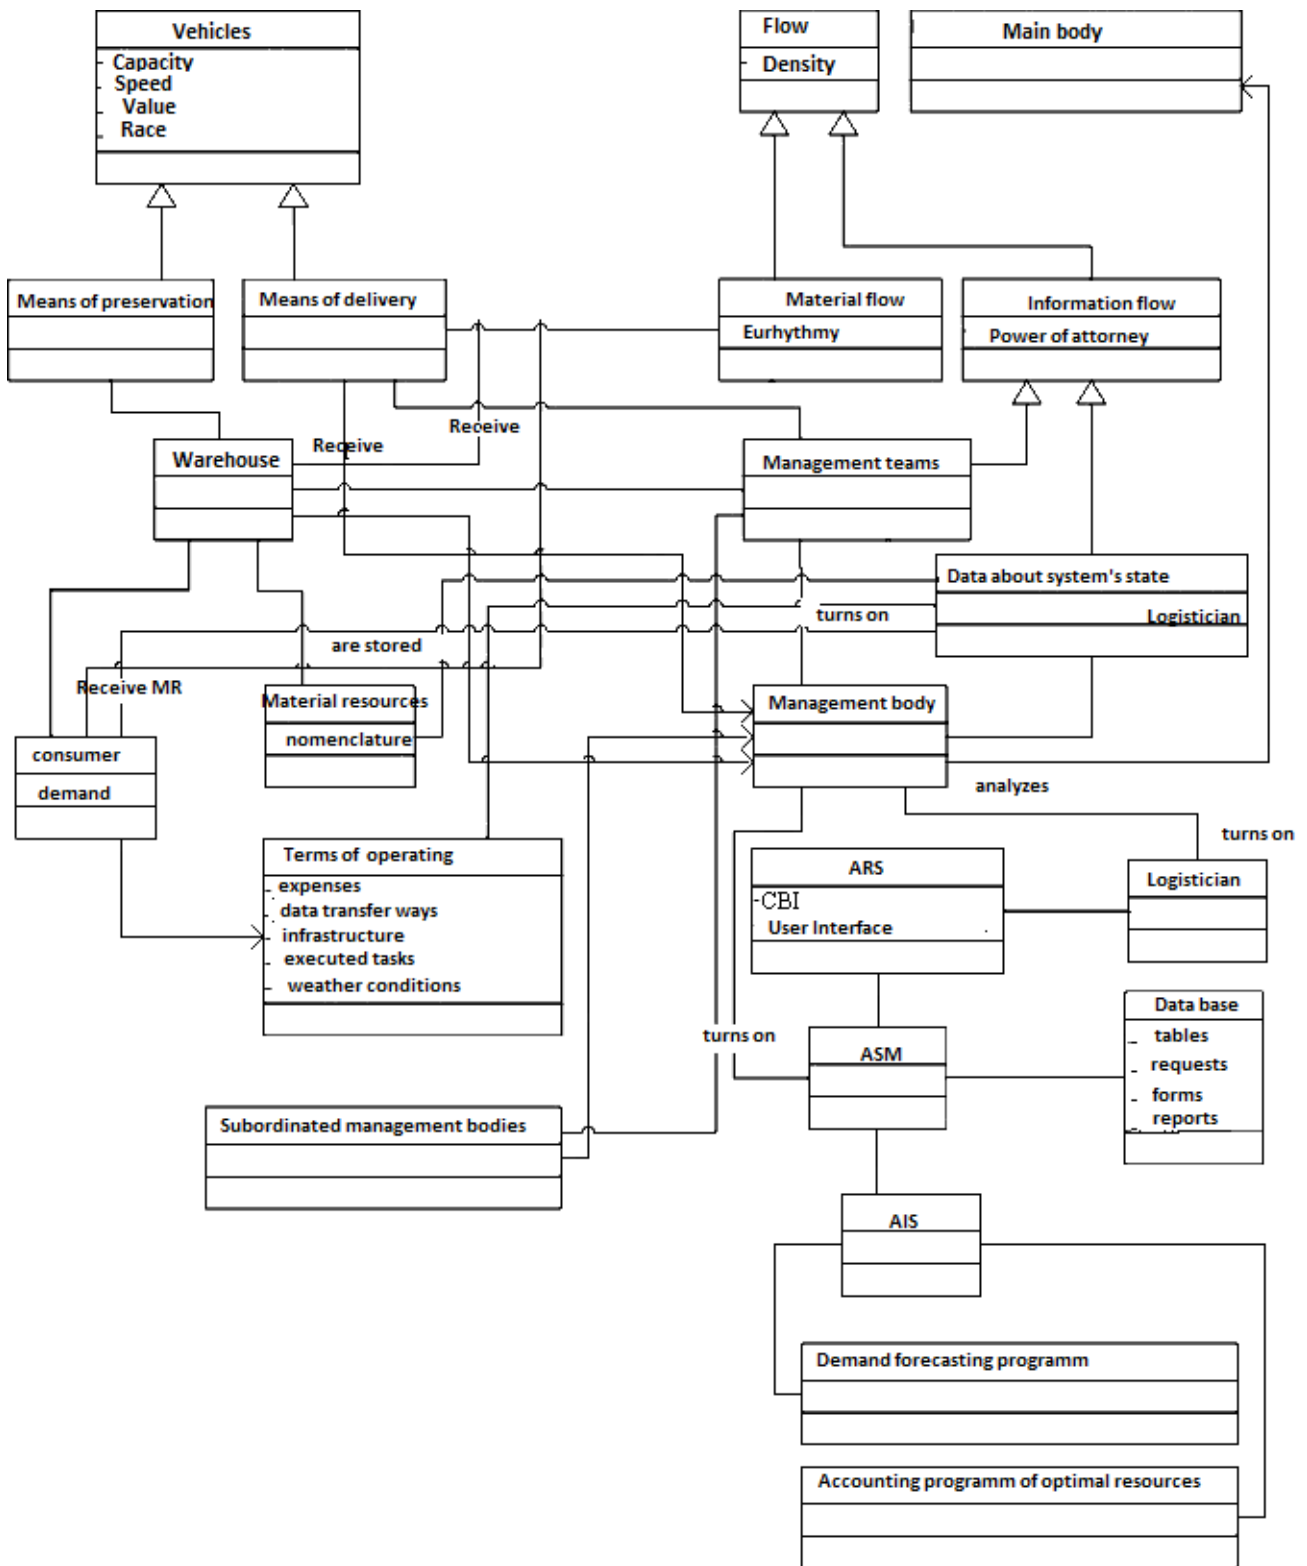 Vehicles
- Capacity
- Speed
- Value
- Race
Flow
- Density
Main body
Means of preservation
Means of delivery
Material flow
Eurhythmy
Information flow
Power of attorney
Receive
Receive
Warehouse
Management teams
Data about system's state
Logistician
turns on
are stored
Receive MR
Material resources
nomenclature
Management body
consumer
demand
analyzes
turns on
Terms of operating
- expenses
- data transfer ways
- infrastructure
- executed tasks
- weather conditions
ARS
-CBI
User Interface
Logistician
Data base
- tables
- requests
- forms
- reports
turns on
ASM
Subordinated management bodies
AIS
Demand forecasting programm
Accounting programm of optimal resources